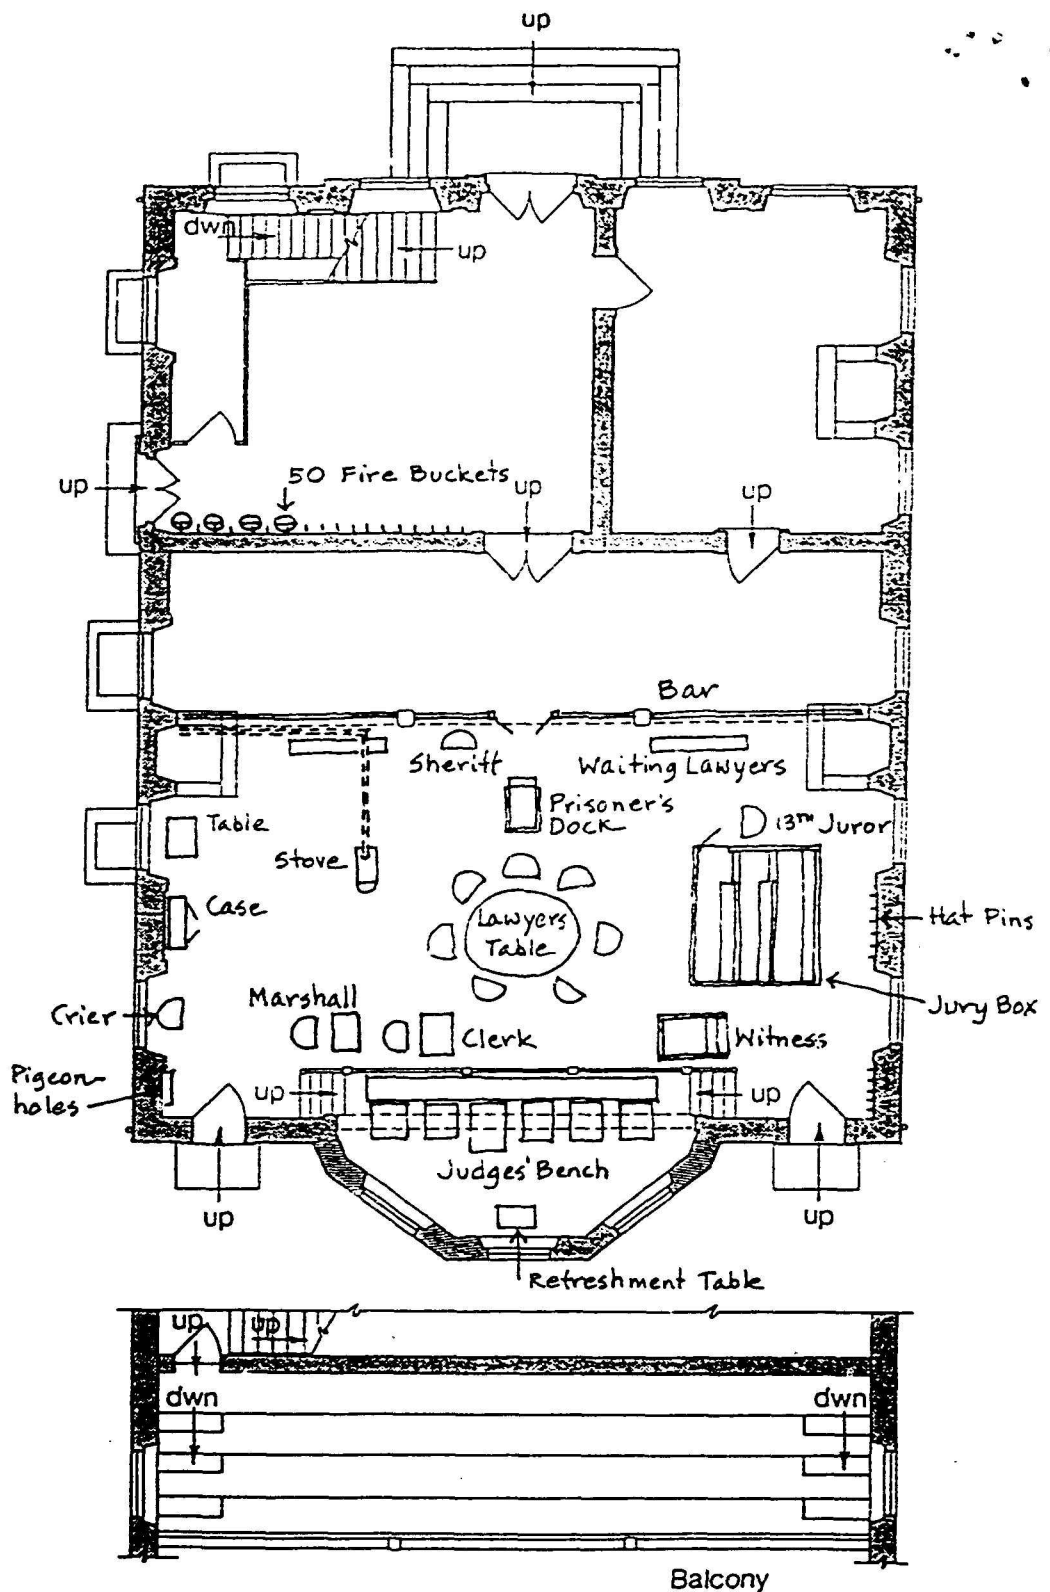 up
dwn
up
50 Fire Buckets
up
up
up
Bar
Sheriff
Waiting Lawyers
Prisoner's
Dock
Table
13TH Juror
Stove
Case
Lawyers
Table
Hat Pins
Marshall
Crier
Clerk
Witness
Jury Box
Pigeon-
holes
up
up
Judges' Bench
up
up
Refreshment Table
up
up
dwn
dwn
Balcony